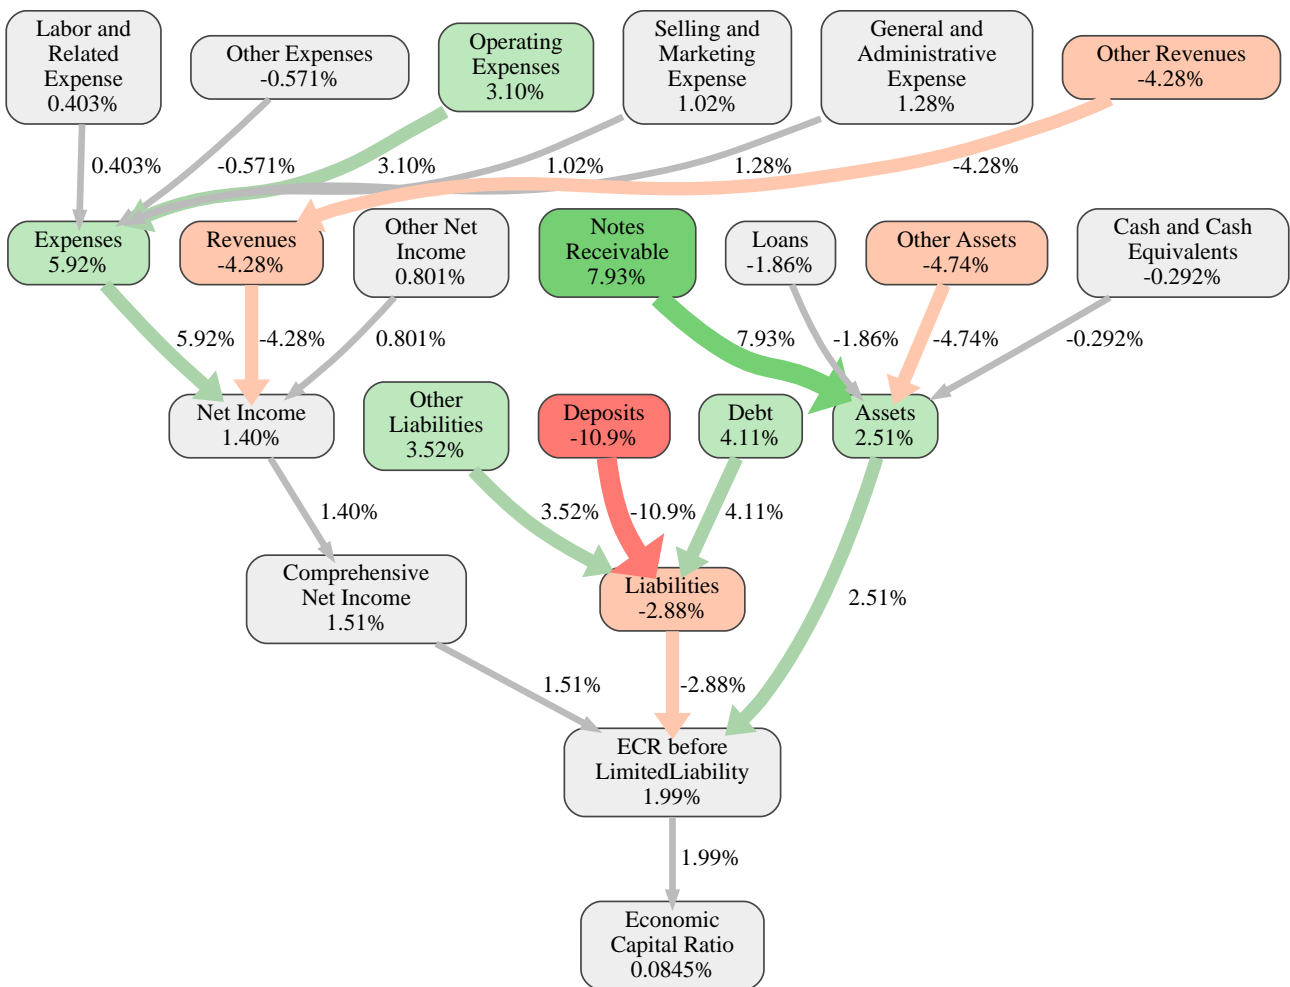 Labor and
Related
Expense
0.403%
Other Expenses
-0.571%
Operating
Expenses
3.10%
Selling and
Marketing
Expense
1.02%
General and
Administrative
Expense
1.28%
Other Revenues
-4.28%
0.403%
-0.571%
3.10%
1.02%
1.28%
-4.28%
Expenses
5.92%
Revenues
-4.28%
Other Net
Income
0.801%
Notes
Receivable
7.93%
Loans
-1.86%
Other Assets
-4.74%
Cash and Cash
Equivalents
-0.292%
5.92%
-4.28%
0.801%
7.93%
-1.86%
-4.74%
-0.292%
Net Income
1.40%
Other
Liabilities
3.52%
Deposits
-10.9%
Debt
4.11%
Assets
2.51%
1.40%
3.52%
-10.9%
4.11%
2.51%
Comprehensive
Net Income
1.51%
Liabilities
-2.88%
1.51%
-2.88%
ECR before
LimitedLiability
1.99%
1.99%
Economic
Capital Ratio
0.0845%